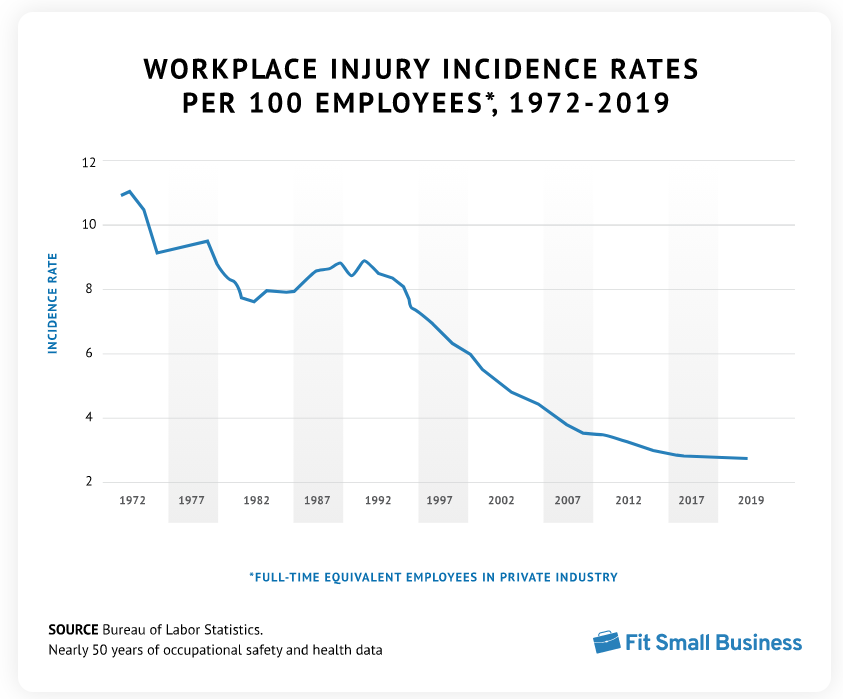 WORKPLACE INJURY INCIDENCE RATES
PER 100 EMPLOYEES*, 1972-2019
INCIDENCE RATE
12
10
8
6
4
2
1972 1977 1982 1987 1992 1997 2002 2007 2012 2017 2019
*FULL-TIME EQUIVALENT EMPLOYEES IN PRIVATE INDUSTRY
SOURCE Bureau of Labor Statistics.
Nearly 50 years of occupational safety and health data
Fit Small Business